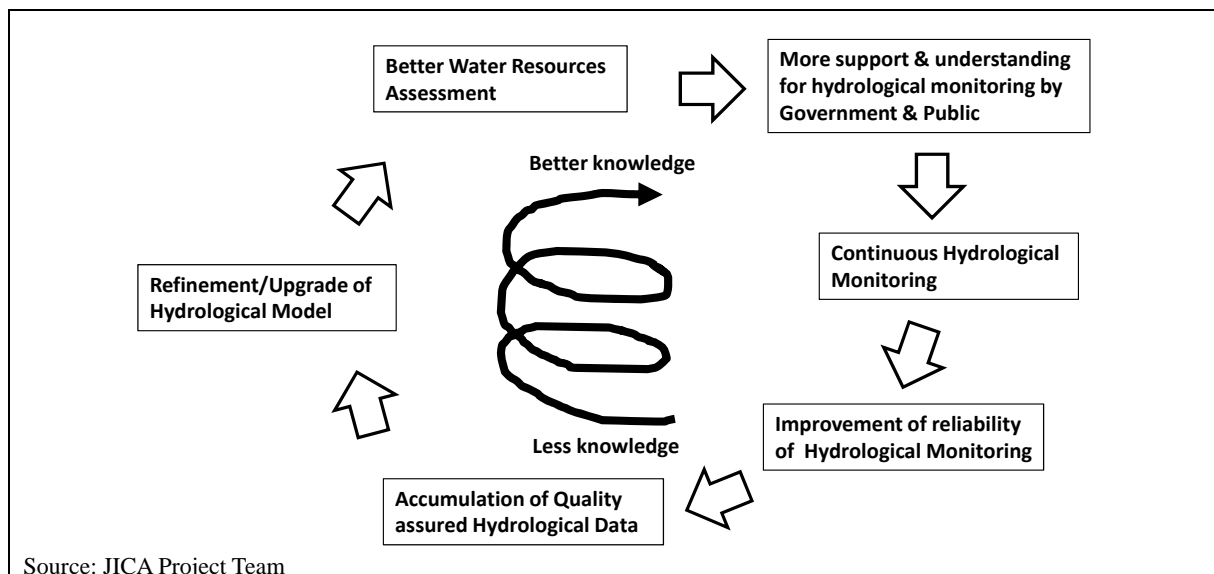 Better Water Resources
Assessment
More support & understanding
for hydrological monitoring by
Government & Public
Better knowledge
Continuous Hydrological
Monitoring
Refinement/Upgrade of
Hydrological Model
Improvement of reliability
of Hydrological Monitoring
Less knowledge
Accumulation of Quality
assured Hydrological Data
Source: JICA Project Team